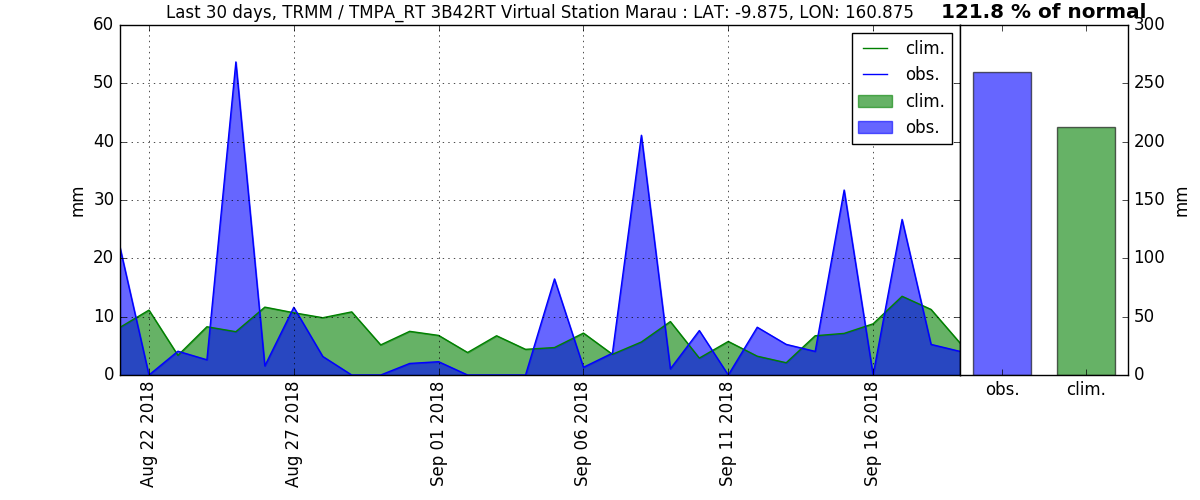 Last 30 days, TRMM / TMPA_RT 3B42RT Virtual Station Marau : LAT: -9.875, LON: 160.875
121.8 % of normal
60
50
40
30
20
10
0
mm
clim.
obs.
clim.
obs.
300
250
200
150
100
50
0
mm
Aug 22 2018
Aug 27 2018
Sep 01 2018
Sep 06 2018
Sep 11 2018
Sep 16 2018
obs.
clim.